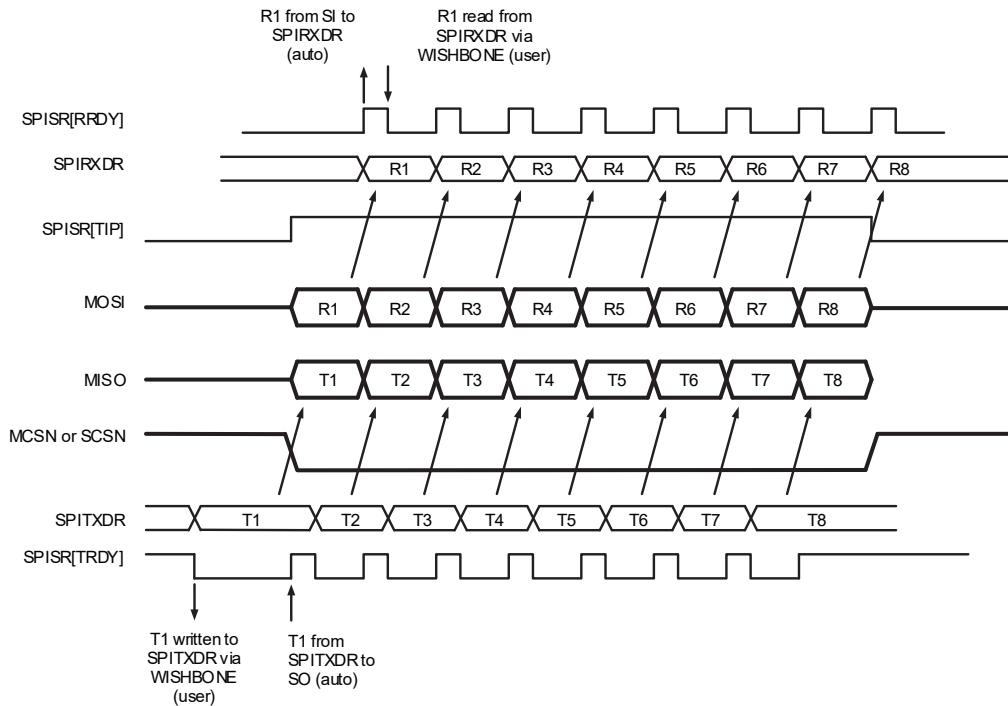 R1 from SI to
SPIRXDR
(auto)
R1 read from
SPIRXDR via
WISHBONE (user)
SPISR[RRDY]
SPIRXDR
R1 R2 R3 R4 R5 R6 R7 R8
SPISR[TIP]
MOSI
R1 R2 R3 R4 R5 R6 R7 R8
MISO
T1 T2 T3 T4 T5 T6 T7 T8
MCSN or SCSN
SPITXDR
T1 T2 T3 T4 T5 T6 T7 T8
SPISR[TRDY]
T1 written to
SPITXDR via
WISHBONE
(user)
T1 from
SPITXDR to
SO (auto)